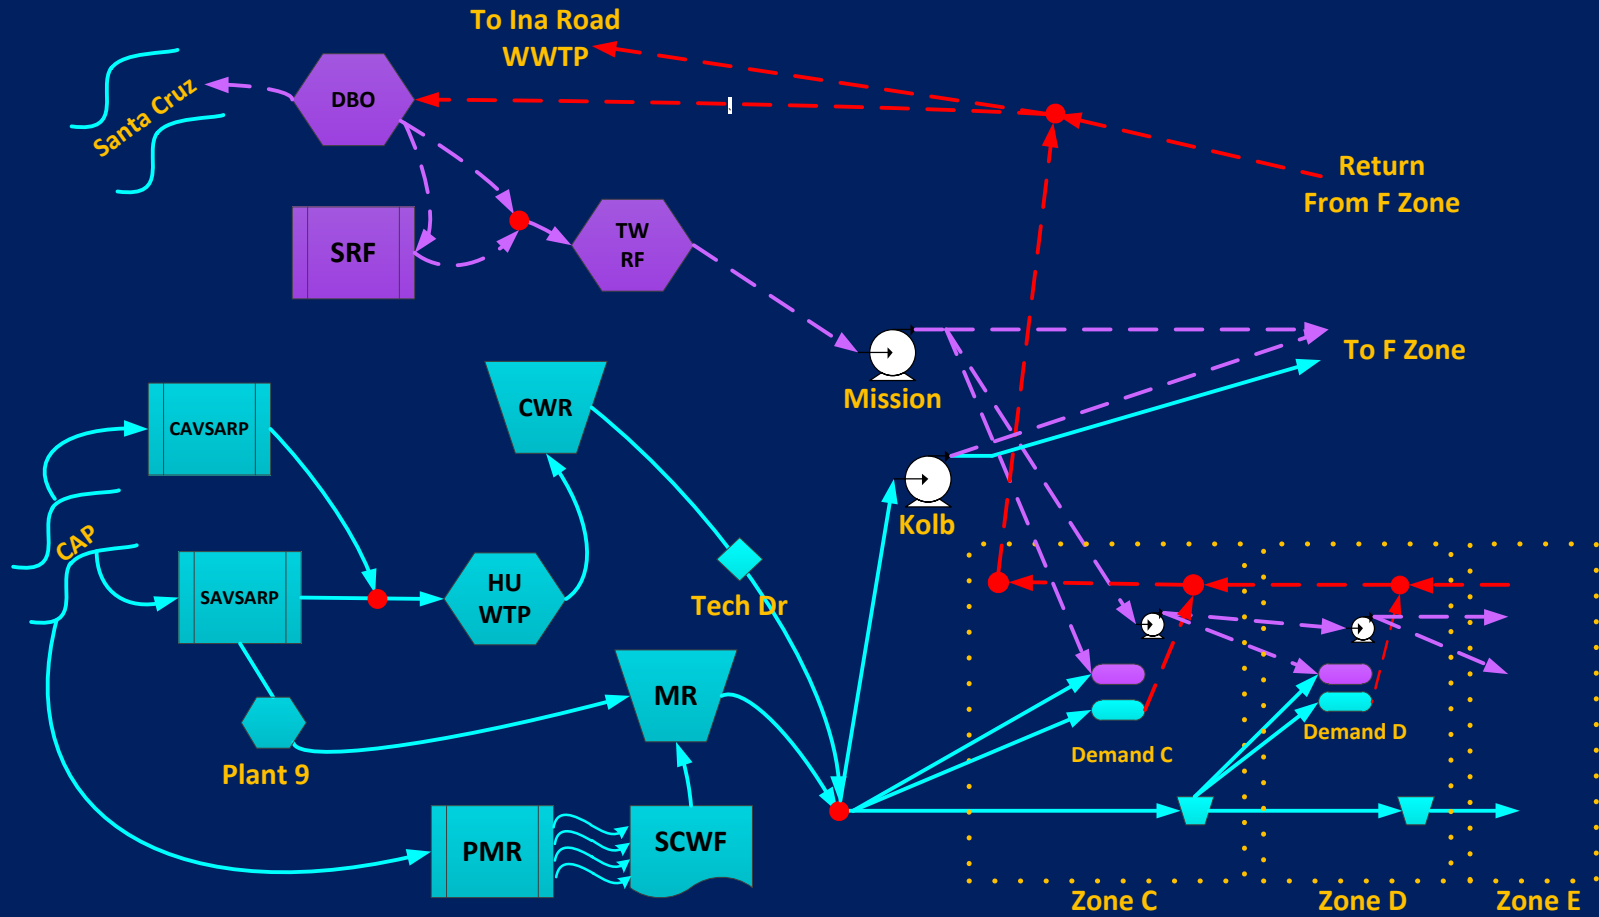 To Ina Road
WWTP
DBO
Santa Cruz
Return
From F Zone
SRF
TW
RF
To F Zone
Mission
CWR
CAVSARP
Kolb
CAP
HU
WTP
SAVSARP
Tech Dr
MR
Demand D
Demand C
Plant 9
PMR
SCWF
Zone C
Zone D
Zone E